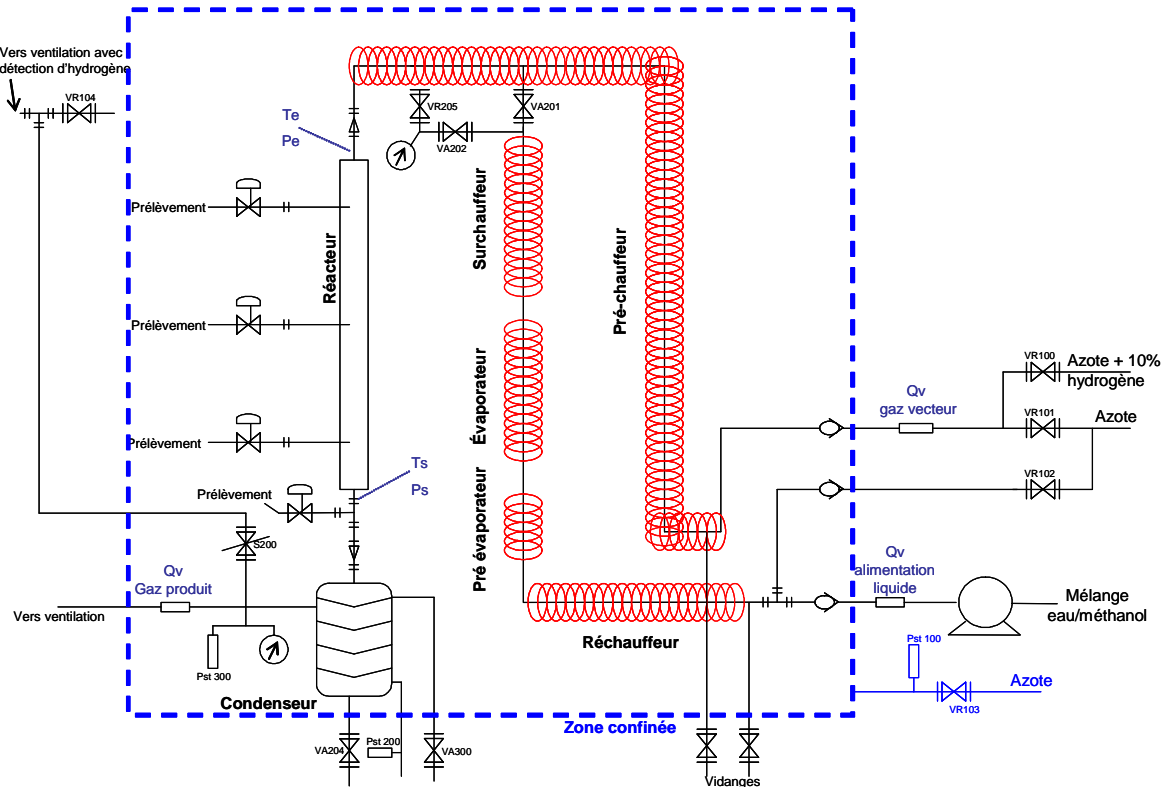 Vers ventilation avec
détection d'hydrogène
VR104
VR205
VA201
VA202
Te
Pe
Prélèvement
Prélèvement
Prélèvement
Prélèvement
Réacteur
Surchauffeur
Évaporateur
Pré évaporateur
Pré-chauffeur
Réchauffeur
Ts
Ps
S200
Qv
Gaz produit
Vers ventilation
Pst 300
Condenseur
VA204
Pst 200
VA300
Zone confinée
Vidanges
VR100
Azote + 10%
hydrogène
Qv
gaz vecteur
VR101
Azote
VR102
Qv
alimentation
liquide
Mélange
eau/méthanol
Pst 100
Azote
VR103